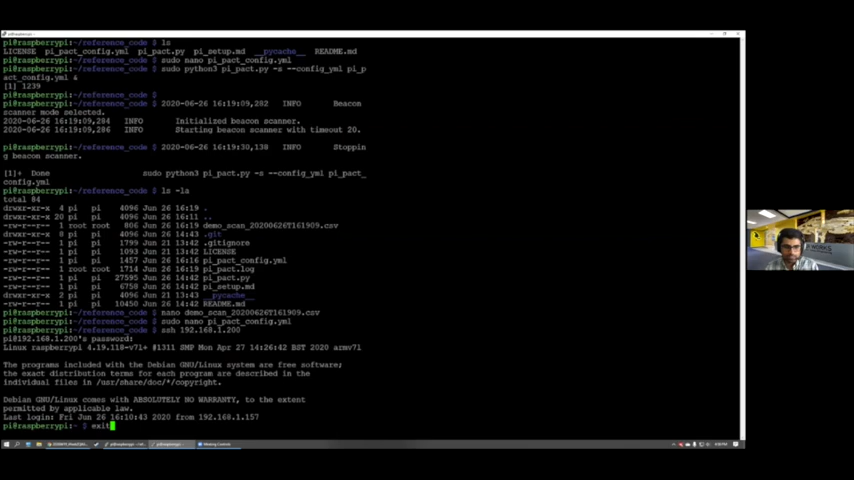 pi@raspberrypi:~/reference_code $ ls
LICENSE pi_pact_config.yml pi_pact.py pi_setup.md __pycache__ README.md
pi@raspberrypi:~/reference_code $ sudo nano pi_pact_config.yml
pi@raspberrypi:~/reference_code $ sudo python3 pi_pact.py -s --config_yml pi_p
act_config.yml &
[1] 1239
pi@raspberrypi:~/reference_code $
pi@raspberrypi:~/reference_code $ 2020-06-26 16:19:09,282 INFO Beacon
scanner mode selected.
2020-06-26 16:19:09,284 INFO Initialized beacon scanner.
2020-06-26 16:19:09,286 INFO Starting beacon scanner with timeout 20.
pi@raspberrypi:~/reference_code $ 2020-06-26 16:19:30,138 INFO Stoppin
g beacon scanner.
[1]+ Done sudo python3 pi_pact.py -s --config_yml pi_pact_
config.yml
pi@raspberrypi:~/reference_code $ ls -la
total 84
drwxr-xr-x 4 pi pi 4096 Jun 26 16:19 .
drwxr-xr-x 20 pi pi 4096 Jun 26 16:11 ..
-rw-r--r-- 1 root root 806 Jun 26 16:19 demo_scan_20200626T161909.csv
drwxr-xr-x 8 pi pi 4096 Jun 26 14:43 .git
-rw-r--r-- 1 pi pi 1799 Jun 21 13:42 .gitignore
-rw-r--r-- 1 pi pi 1093 Jun 21 13:42 LICENSE
-rw-r--r-- 1 pi pi 1457 Jun 26 16:16 pi_pact_config.yml
-rw-r--r-- 1 root root 1714 Jun 26 16:19 pi_pact.log
-rw-r--r-- 1 pi pi 27595 Jun 26 14:42 pi_pact.py
-rw-r--r-- 1 pi pi 6758 Jun 26 14:42 pi_setup.md
drwxr-xr-x 2 pi pi 4096 Jun 21 13:43 __pycache__
-rw-r--r-- 1 pi pi 10450 Jun 26 14:42 README.md
pi@raspberrypi:~/reference_code $ nano demo_scan_20200626T161909.csv
pi@raspberrypi:~/reference_code $ sudo nano pi_pact_config.yml
pi@raspberrypi:~/reference_code $ ssh 192.168.1.200
pi@192.168.1.200's password:
Linux raspberrypi 4.19.118-v7l+ #1311 SMP Mon Apr 27 14:26:42 BST 2020 armv7l
The programs included with the Debian GNU/Linux system are free software;
the exact distribution terms for each program are described in the
individual files in /usr/share/doc/*/copyright.
Debian GNU/Linux comes with ABSOLUTELY NO WARRANTY, to the extent
permitted by applicable law.
Last login: Fri Jun 26 16:10:43 2020 from 192.168.1.157
pi@raspberrypi:~ $ exit